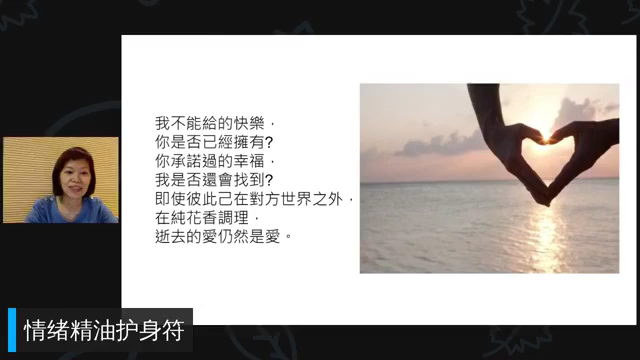 我不能給的快樂，
你是否已經擁有?
你承諾過的幸福，
我是否還會找到?
即使彼此己在對方世界之外，
在純花香調理，
逝去的愛仍然是愛。
情绪精油护身符